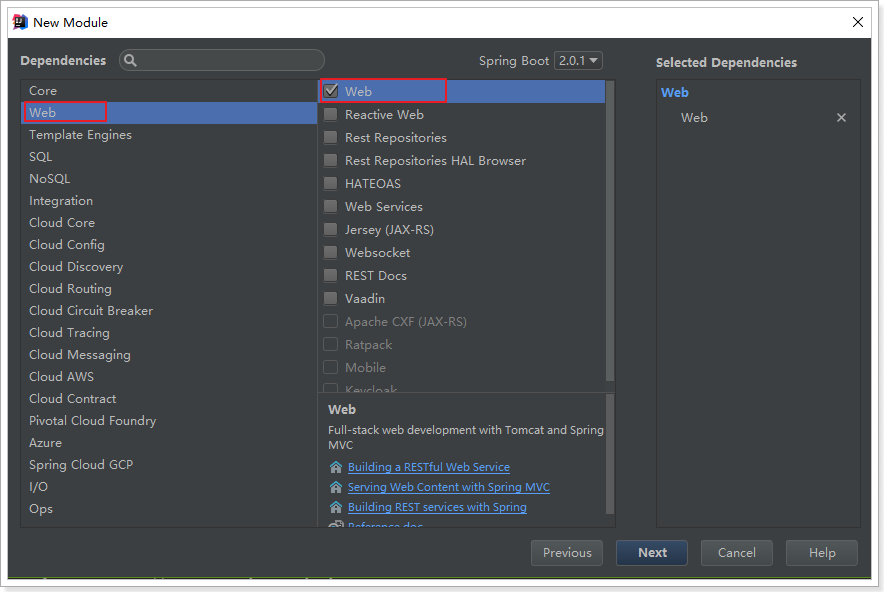 New Module
Dependencies
Spring Boot 2.0.1
Selected Dependencies
Core
Web
Template Engines
SQL
NoSQL
Integration
Cloud Core
Cloud Config
Cloud Discovery
Cloud Routing
Cloud Circuit Breaker
Cloud Tracing
Cloud Messaging
Cloud AWS
Cloud Contract
Pivotal Cloud Foundry
Azure
Spring Cloud GCP
I/O
Ops
Web
Reactive Web
Rest Repositories
Rest Repositories HAL Browser
HATEOAS
Web Services
Jersey (JAX-RS)
Websocket
REST Docs
Vaadin
Apache CXF (JAX-RS)
Ratpack
Mobile
Keycloak
Web
Full-stack web development with Tomcat and Spring
MVC
Building a RESTful Web Service
Serving Web Content with Spring MVC
Building REST services with Spring
Reference doc
Web
Web
Previous
Next
Cancel
Help